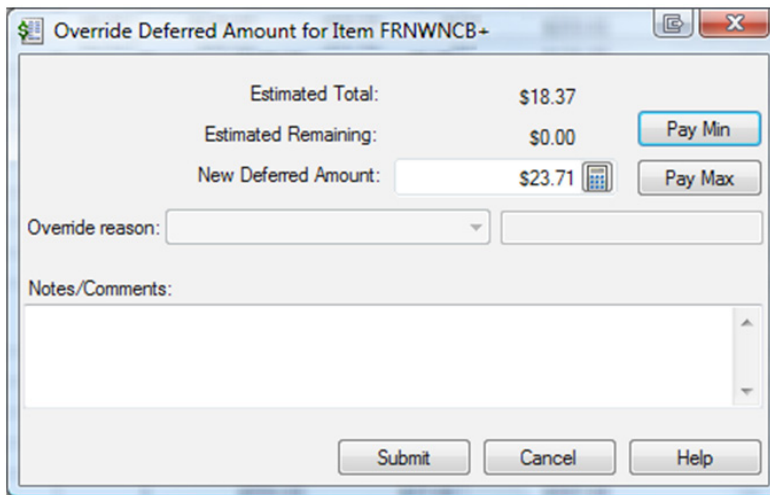 Override Deferred Amount for Item FRNWNCB+
Estimated Total: $18.37
Estimated Remaining: $0.00 Pay Min
New Deferred Amount: $23.71 Pay Max
Override reason:
Notes/Comments:
Submit Cancel Help